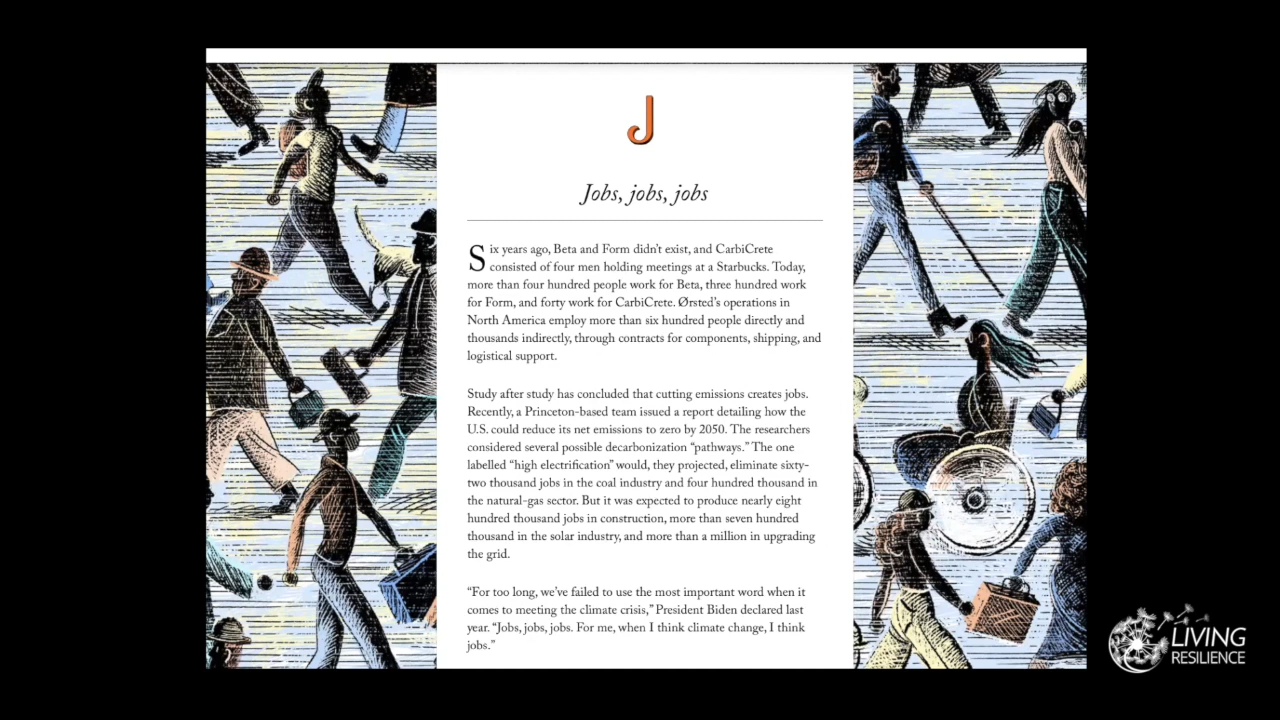 J
Jobs, jobs, jobs
Six years ago, Beta and Form didn’t exist, and CarbiCrete
consisted of four men holding meetings at a Starbucks. Today,
more than four hundred people work for Beta, three hundred work
for Form, and forty work for CarbiCrete. Ørsted’s operations in
North America employ more than six hundred people directly and
thousands indirectly, through contracts for components, shipping, and
logistical support.
Study after study has concluded that cutting emissions creates jobs.
Recently, a Princeton-based team issued a report detailing how the
U.S. could reduce its net emissions to zero by 2050. The researchers
considered several possible decarbonization “pathways.” The one
labelled “high electrification” would, they projected, eliminate sixty-
two thousand jobs in the coal industry and four hundred thousand in
the natural-gas sector. But it was expected to produce nearly eight
hundred thousand jobs in construction, more than seven hundred
thousand in the solar industry, and more than a million in upgrading
the grid.
“For too long, we’ve failed to use the most important word when it
comes to meeting the climate crisis,” President Biden declared last
year. “Jobs, jobs, jobs. For me, when I think climate change, I think
jobs.”
LIVING
RESILIENCE